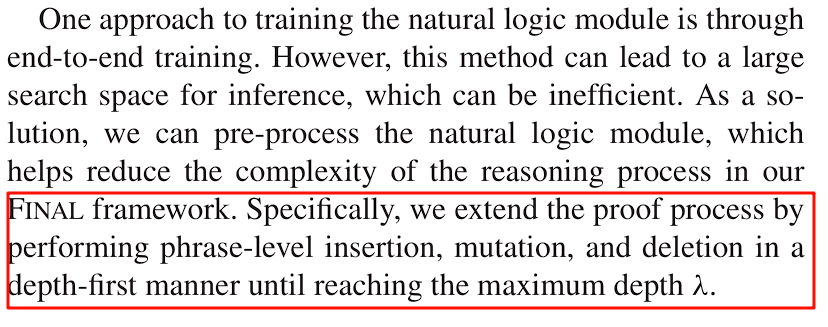 One approach to training the natural logic module is through
end-to-end training. However, this method can lead to a large
search space for inference, which can be inefficient. As a so-
lution, we can pre-process the natural logic module, which
helps reduce the complexity of the reasoning process in our
FINAL framework. Specifically, we extend the proof process by
performing phrase-level insertion, mutation, and deletion in a
depth-first manner until reaching the maximum depth λ.